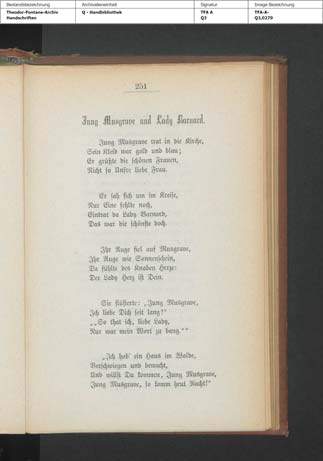 Bestandsbezeichnung Archivalieneinheit Signatur Image Bezeichnung
Theodor-Fontane-Archiv Q - Handbibliothek TFA A TFA-A-
Handschriften Q3 Q3,0279
251
Jung Musgrave und Lady Barnard.
Jung Musgrave trat in die Kirche,
Sein Kleid war gold und blau;
Er grüßte die schönen Frauen,
Nicht so Unsre liebe Frau.
Er sah sich um im Kreise,
Nur Eine fehlte noch,
Eintrat da Lady Barnard,
Das war die schönste doch.
Ihr Auge fiel auf Musgrave,
Ihr Auge wie Sonnenschein,
Da fühlte des Knaben Herze:
Der Lady Herz ist Dein.
Sie flüsterte: „Jung Musgrave,
Ich liebe Dich seit lang!"
„„So that ich, liebe Lady,
Nur war mein Wort zu bang.""
„Ich hab' ein Haus im Walde,
Verschwiegen und bewacht,
Und willst Du kommen, Jung Musgrave,
Jung Musgrave, so komm heut Nacht!"